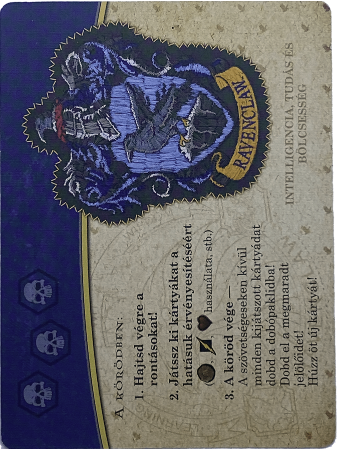 RAVENCLAW
INTELLIGENCIA, TUDÁS ÉS
BÖLCSESSÉG
A KÖRÖDBEN:
1. Hajtsd végre a
rontásokat!
2. Játssz ki kártyákat a
hatásuk érvényesítéséért
használata, stb.)
3. A köröd vége—
A szövetségeseken kívül
minden kijátszott kártyádat
dobd a dobópaklidba!
Dobd el a megmaradt
jelölőidet!
Húzz öt új kártyát!